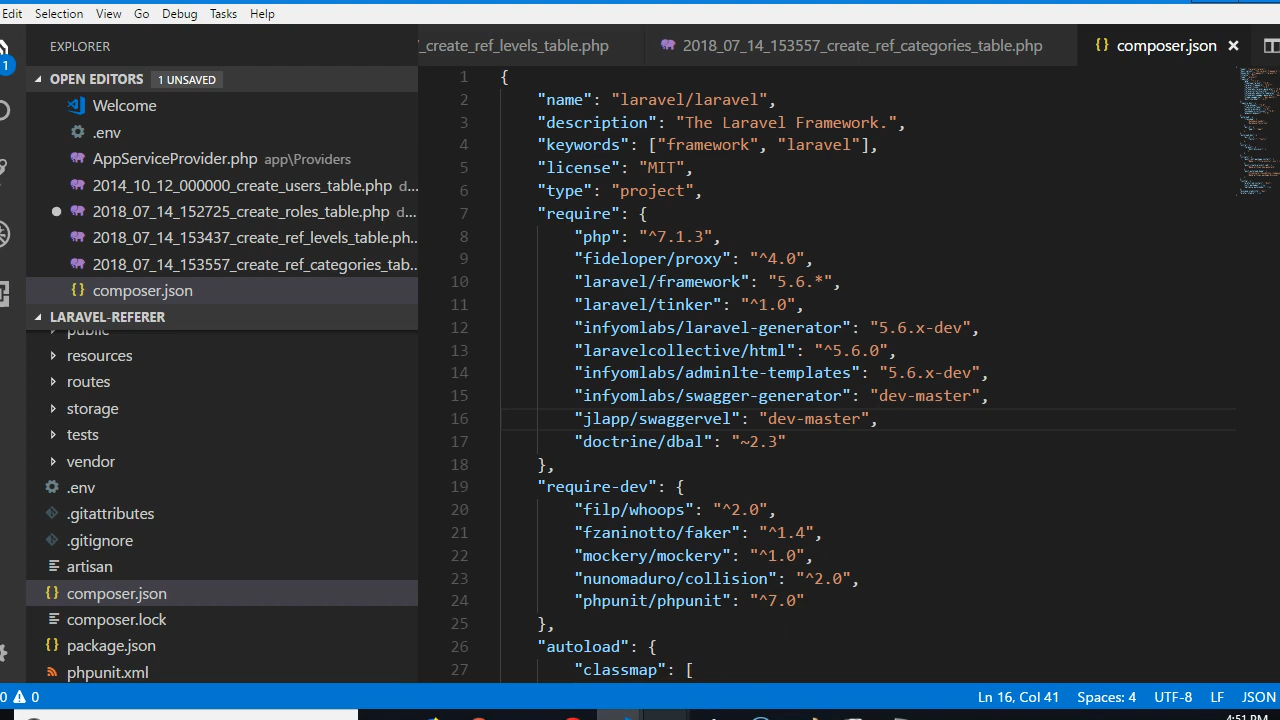 Edit Selection View Go Debug Tasks Help
EXPLORER
OPEN EDITORS 1 UNSAVED
Welcome
.env
AppServiceProvider.php app\Providers
2014_10_12_000000_create_users_table.php d...
2018_07_14_152725_create_roles_table.php d...
2018_07_14_153437_create_ref_levels_table.ph...
2018_07_14_153557_create_ref_categories_tab...
composer.json
LARAVEL-REFERER
public
resources
routes
storage
tests
vendor
.env
.gitattributes
.gitignore
artisan
composer.json
composer.lock
package.json
phpunit.xml
1
_create_ref_levels_table.php 2018_07_14_153557_create_ref_categories_table.php {} composer.json
1 {
2 "name": "laravel/laravel",
3 "description": "The Laravel Framework.",
4 "keywords": ["framework", "laravel"],
5 "license": "MIT",
6 "type": "project",
7 "require": {
8 "php": "^7.1.3",
9 "fideloper/proxy": "^4.0",
10 "laravel/framework": "5.6.*",
11 "laravel/tinker": "^1.0",
12 "infyomlabs/laravel-generator": "5.6.x-dev",
13 "laravelcollective/html": "^5.6.0",
14 "infyomlabs/adminlte-templates": "5.6.x-dev",
15 "infyomlabs/swagger-generator": "dev-master",
16 "jlapp/swaggervel": "dev-master",
17 "doctrine/dbal": "~2.3"
18 },
19 "require-dev": {
20 "filp/whoops": "^2.0",
21 "fzaninotto/faker": "^1.4",
22 "mockery/mockery": "^1.0",
23 "nunomaduro/collision": "^2.0",
24 "phpunit/phpunit": "^7.0"
25 },
26 "autoload": {
27 "classmap": [
0 0 Ln 16, Col 41 Spaces: 4 UTF-8 LF JSON
4:51 PM